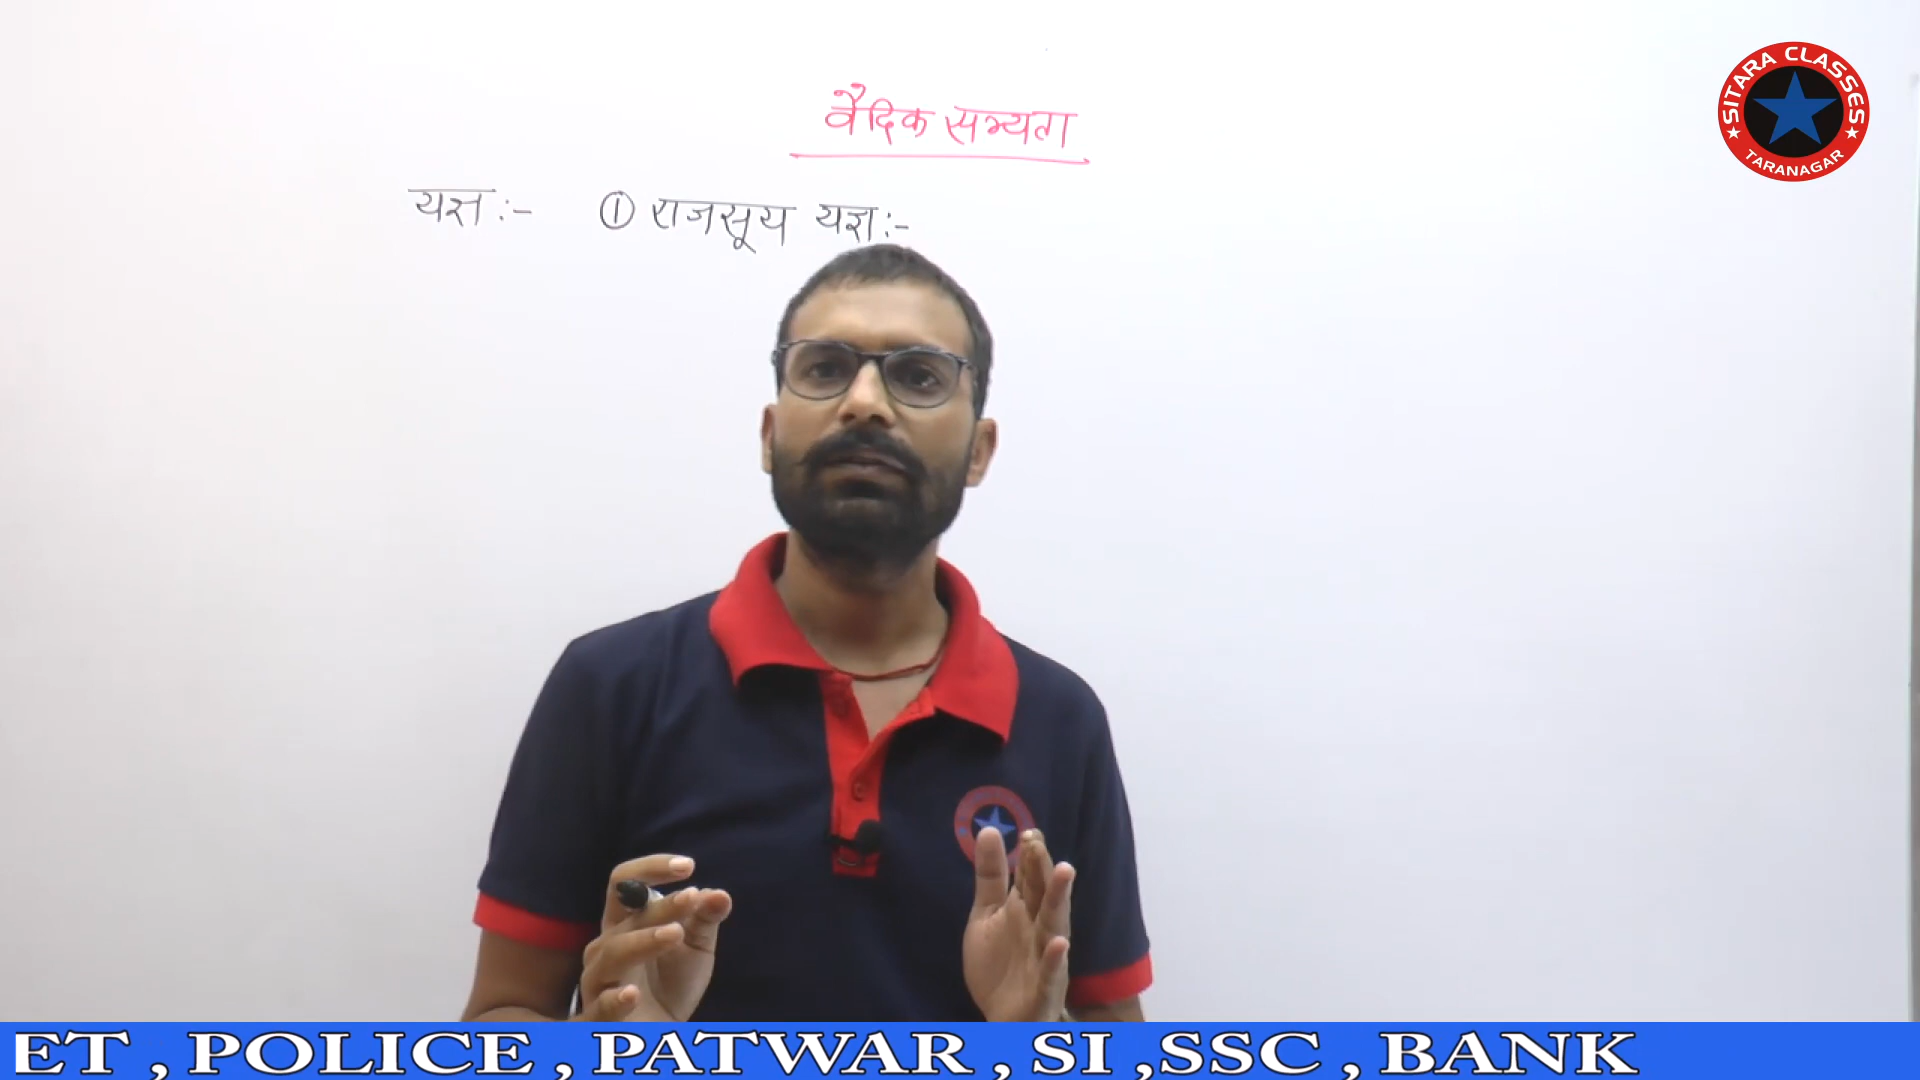 वैदिक सभ्यता
यज्ञ :- ① राजसूय यज्ञ :-
SITARA CLASSES
TARANAGAR
ET , POLICE , PATWAR , SI ,SSC , BANK